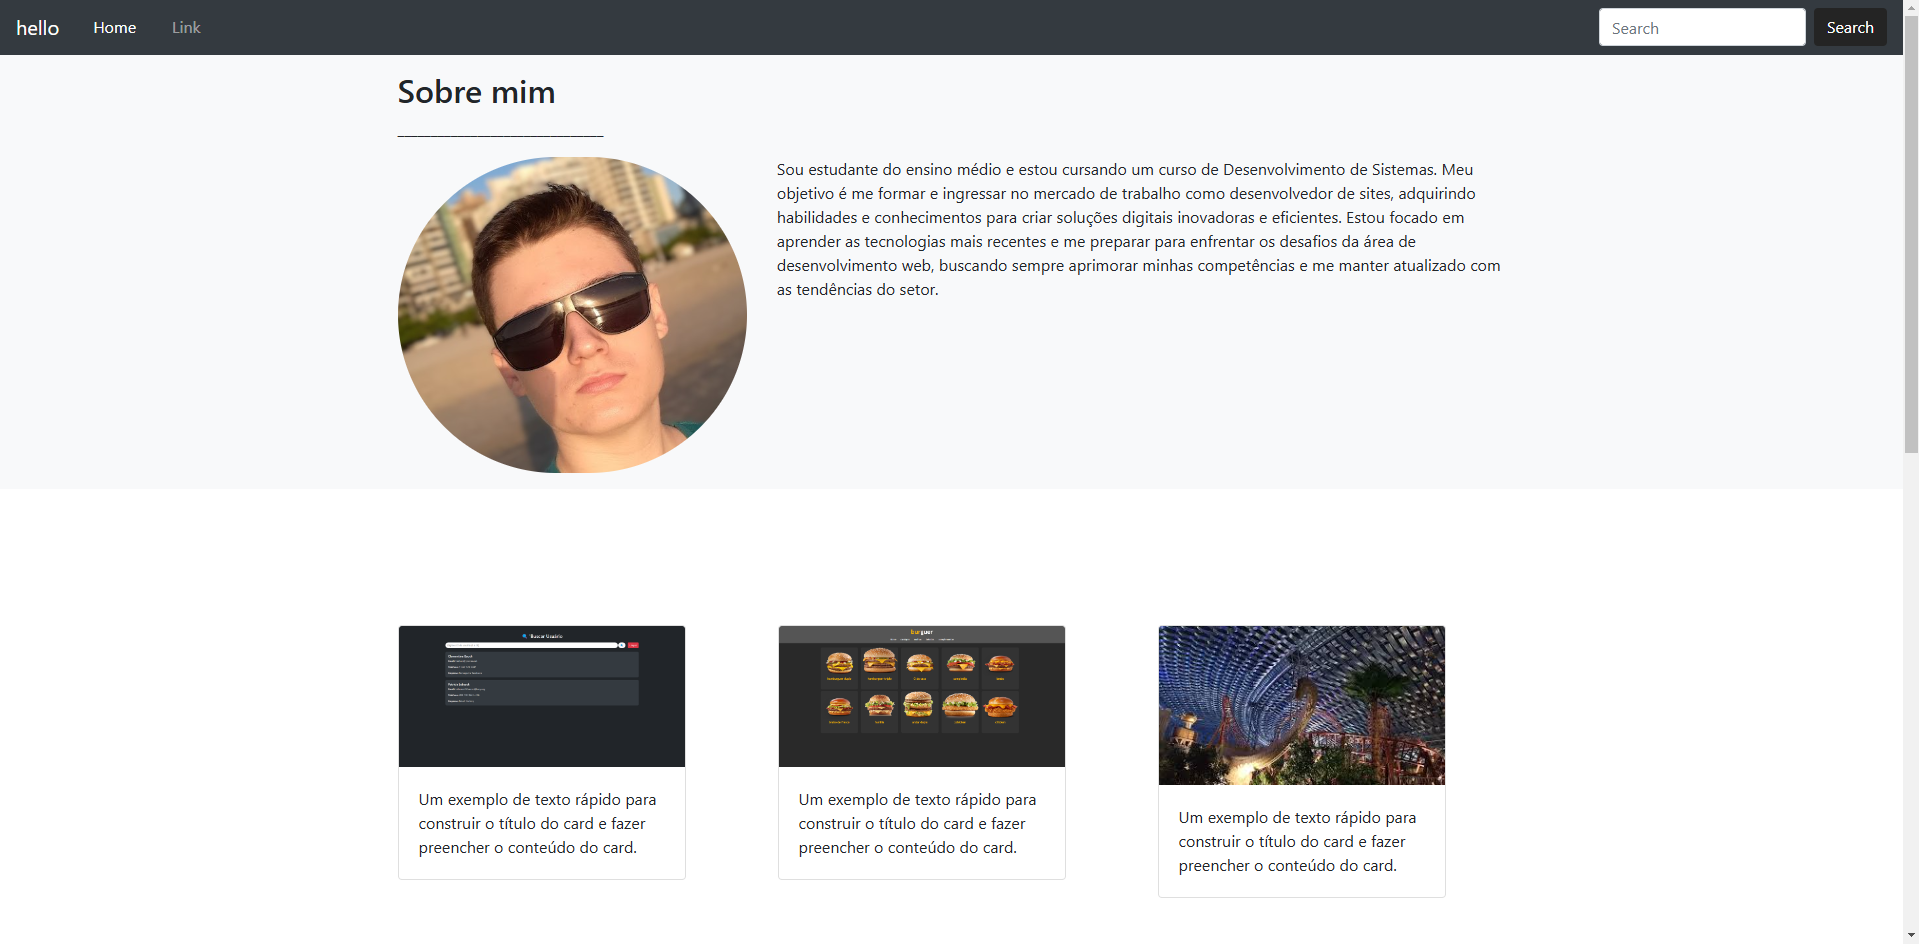 hello Home Link Search Search
Sobre mim
Sou estudante do ensino médio e estou cursando um curso de Desenvolvimento de Sistemas. Meu
objetivo é me formar e ingressar no mercado de trabalho como desenvolvedor de sites, adquirindo
habilidades e conhecimentos para criar soluções digitais inovadoras e eficientes. Estou focado em
aprender as tecnologias mais recentes e me preparar para enfrentar os desafios da área de
desenvolvimento web, buscando sempre aprimorar minhas competências e me manter atualizado com
as tendências do setor.
Buscar Usuário
Um exemplo de texto rápido para
construir o título do card e fazer
preencher o conteúdo do card.
burguer
Um exemplo de texto rápido para
construir o título do card e fazer
preencher o conteúdo do card.
Um exemplo de texto rápido para
construir o título do card e fazer
preencher o conteúdo do card.